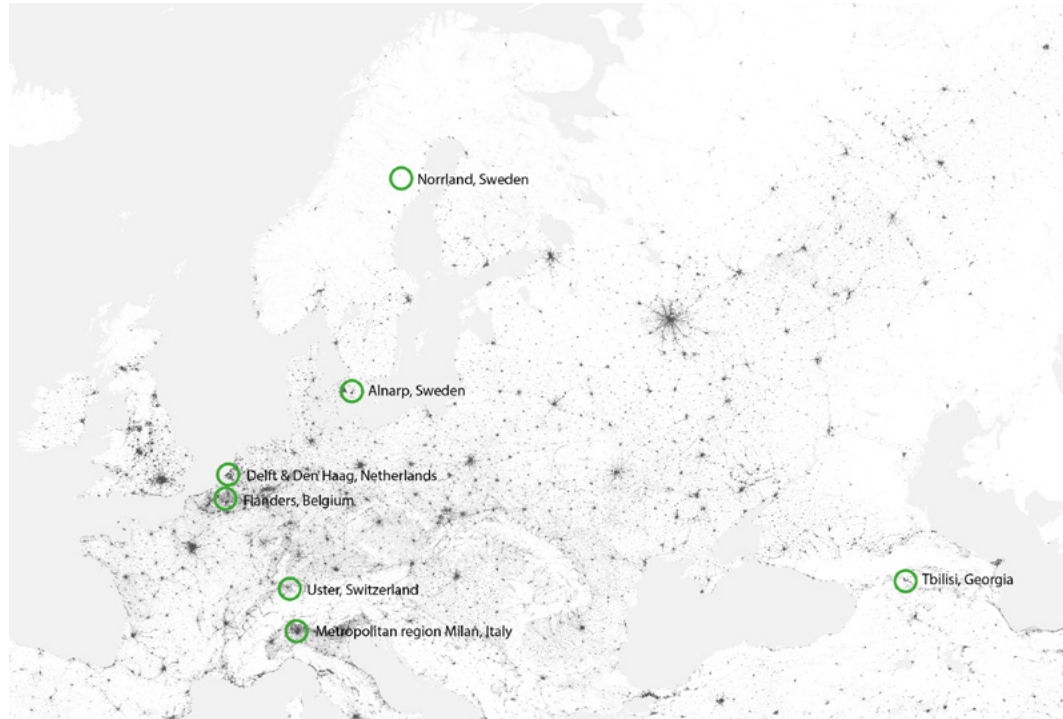 Norrland, Sweden
Alnarp, Sweden
Delft & Den Haag, Netherlands
Flanders, Belgium
Tbilisi, Georgia
Uster, Switzerland
Metropolitan region Milan, Italy